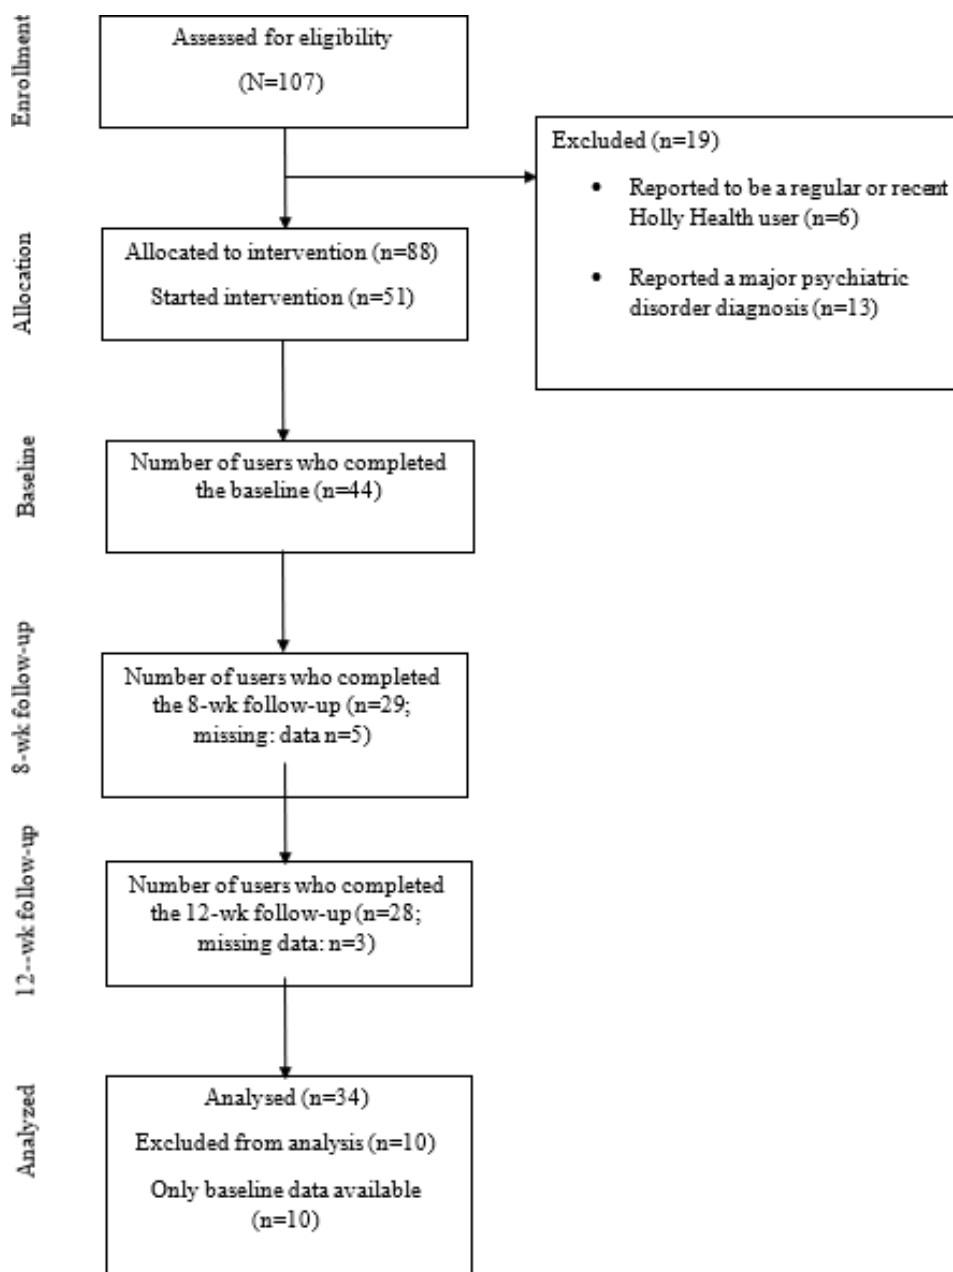 Enrollment
Assessed for eligibility
(N=107)
Excluded (n=19)
• Reported to be a regular or recent
Holly Health user (n=6)
• Reported a major psychiatric
disorder diagnosis (n=13)
Allocation
Allocated to intervention (n=88)
Started intervention (n=51)
Baseline
Number of users who completed
the baseline (n=44)
8-wk follow-up
Number of users who completed
the 8-wk follow-up (n=29;
missing: data n=5)
12--wk follow-up
Number of users who completed
the 12-wk follow-up (n=28;
missing data: n=3)
Analyzed
Analysed (n=34)
Excluded from analysis (n=10)
Only baseline data available
(n=10)